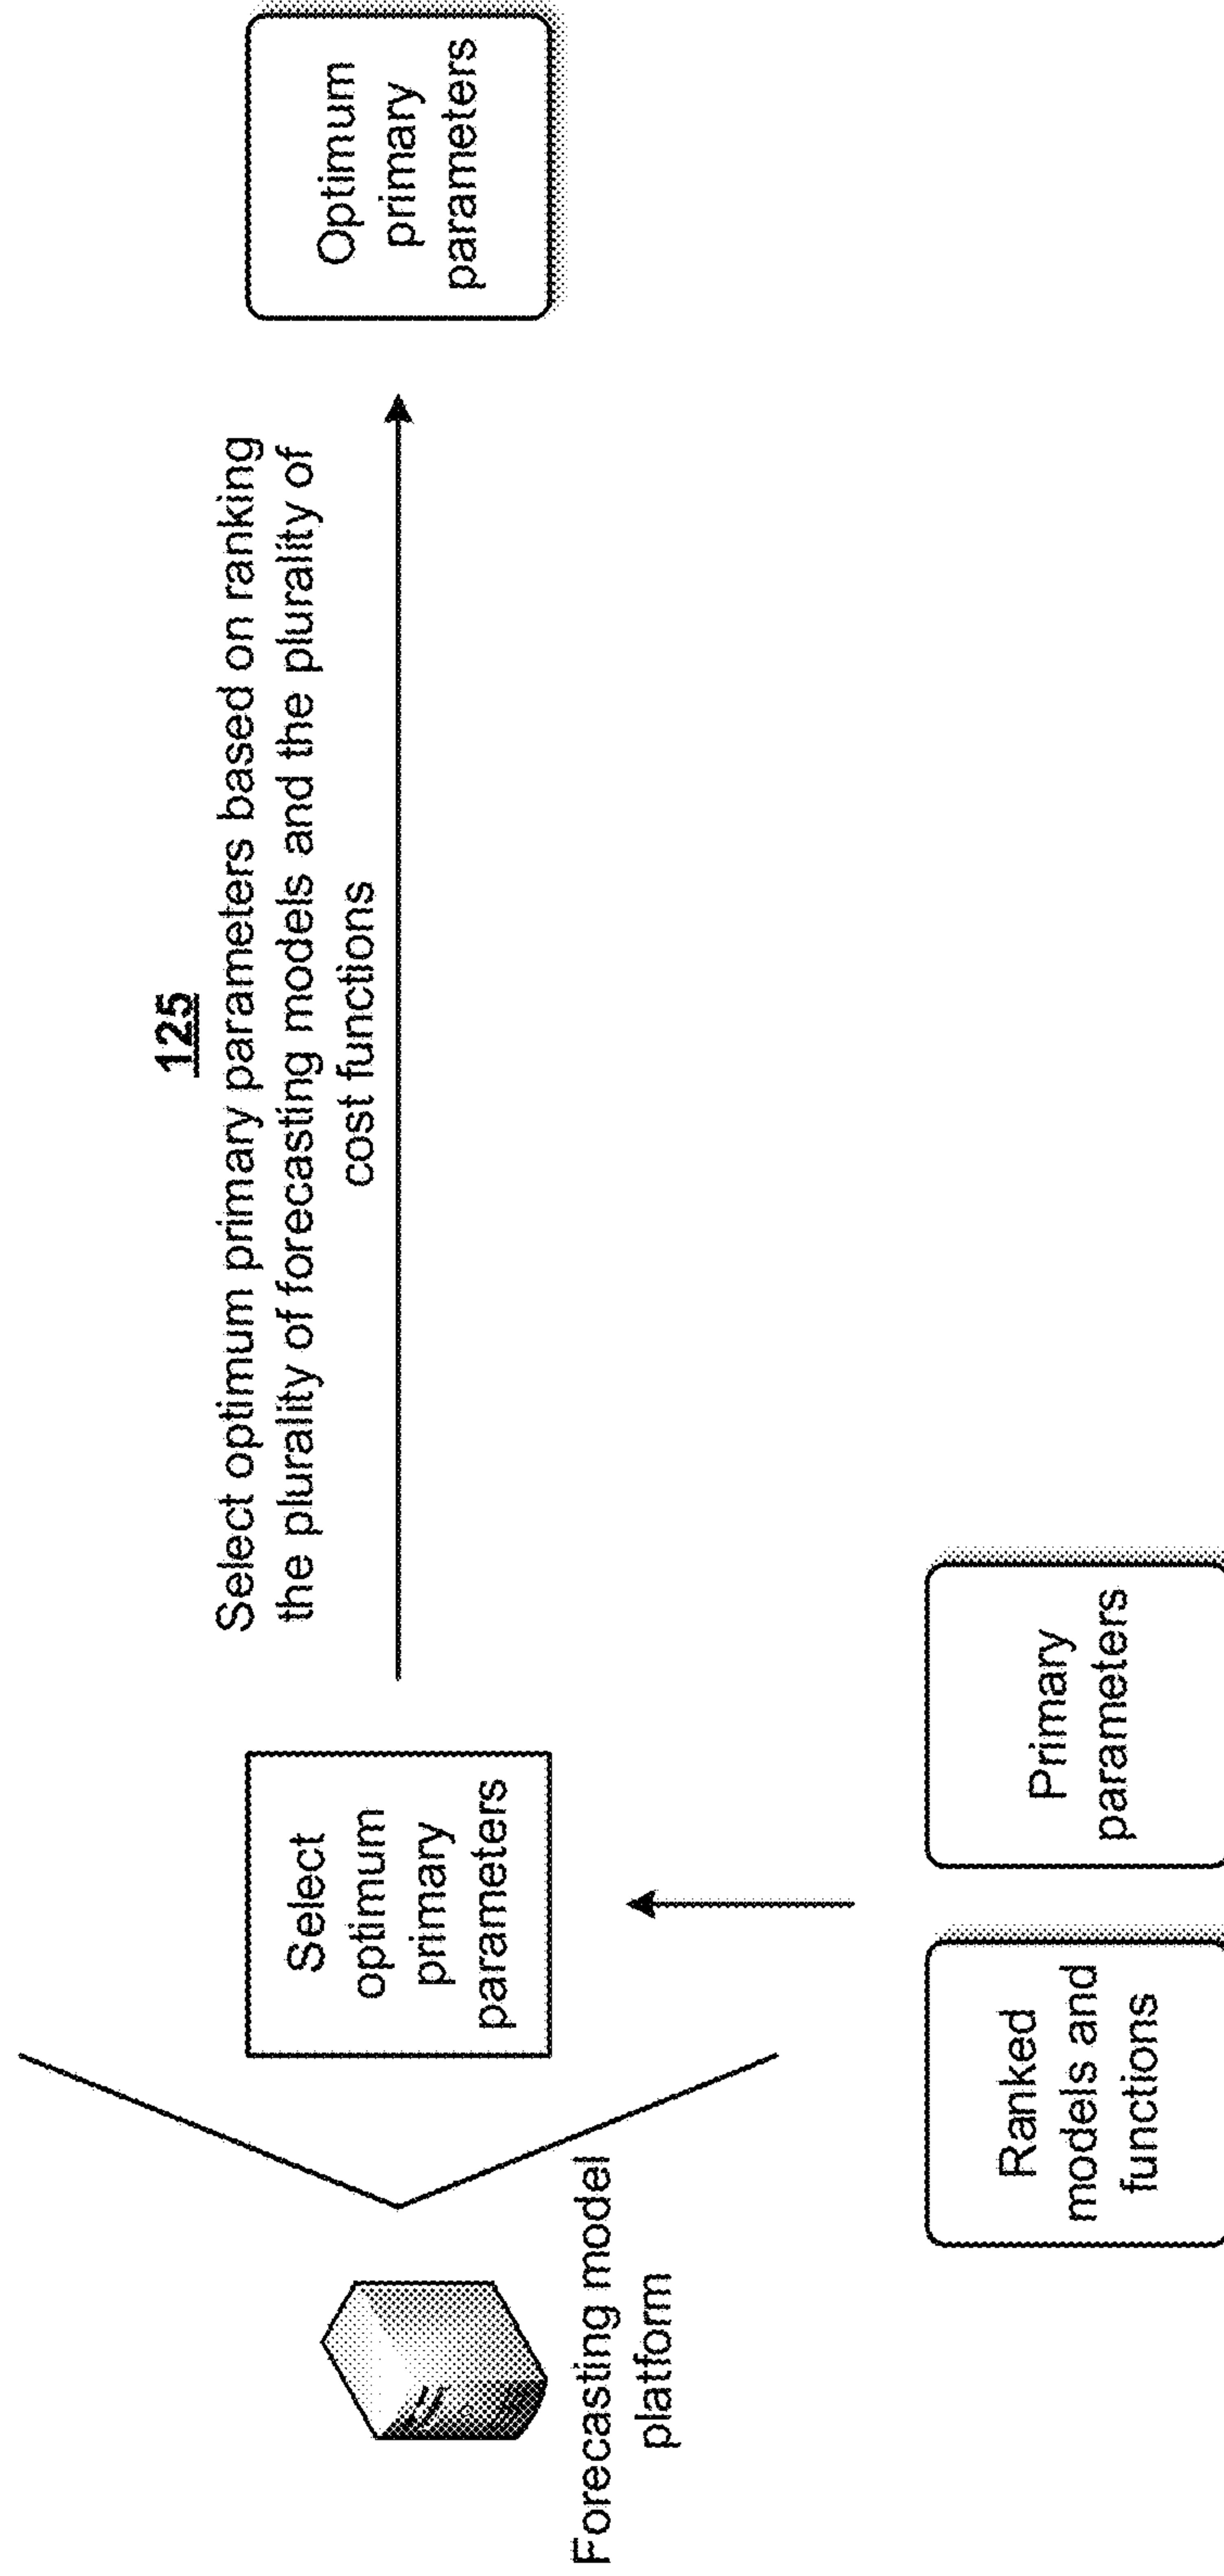 125
Select optimum primary parameters based on ranking
the plurality of forecasting models and the plurality of
cost functions
Forecasting model
platform
Select
optimum
primary
parameters
Optimum
primary
parameters
Ranked
models and
functions
Primary
parameters